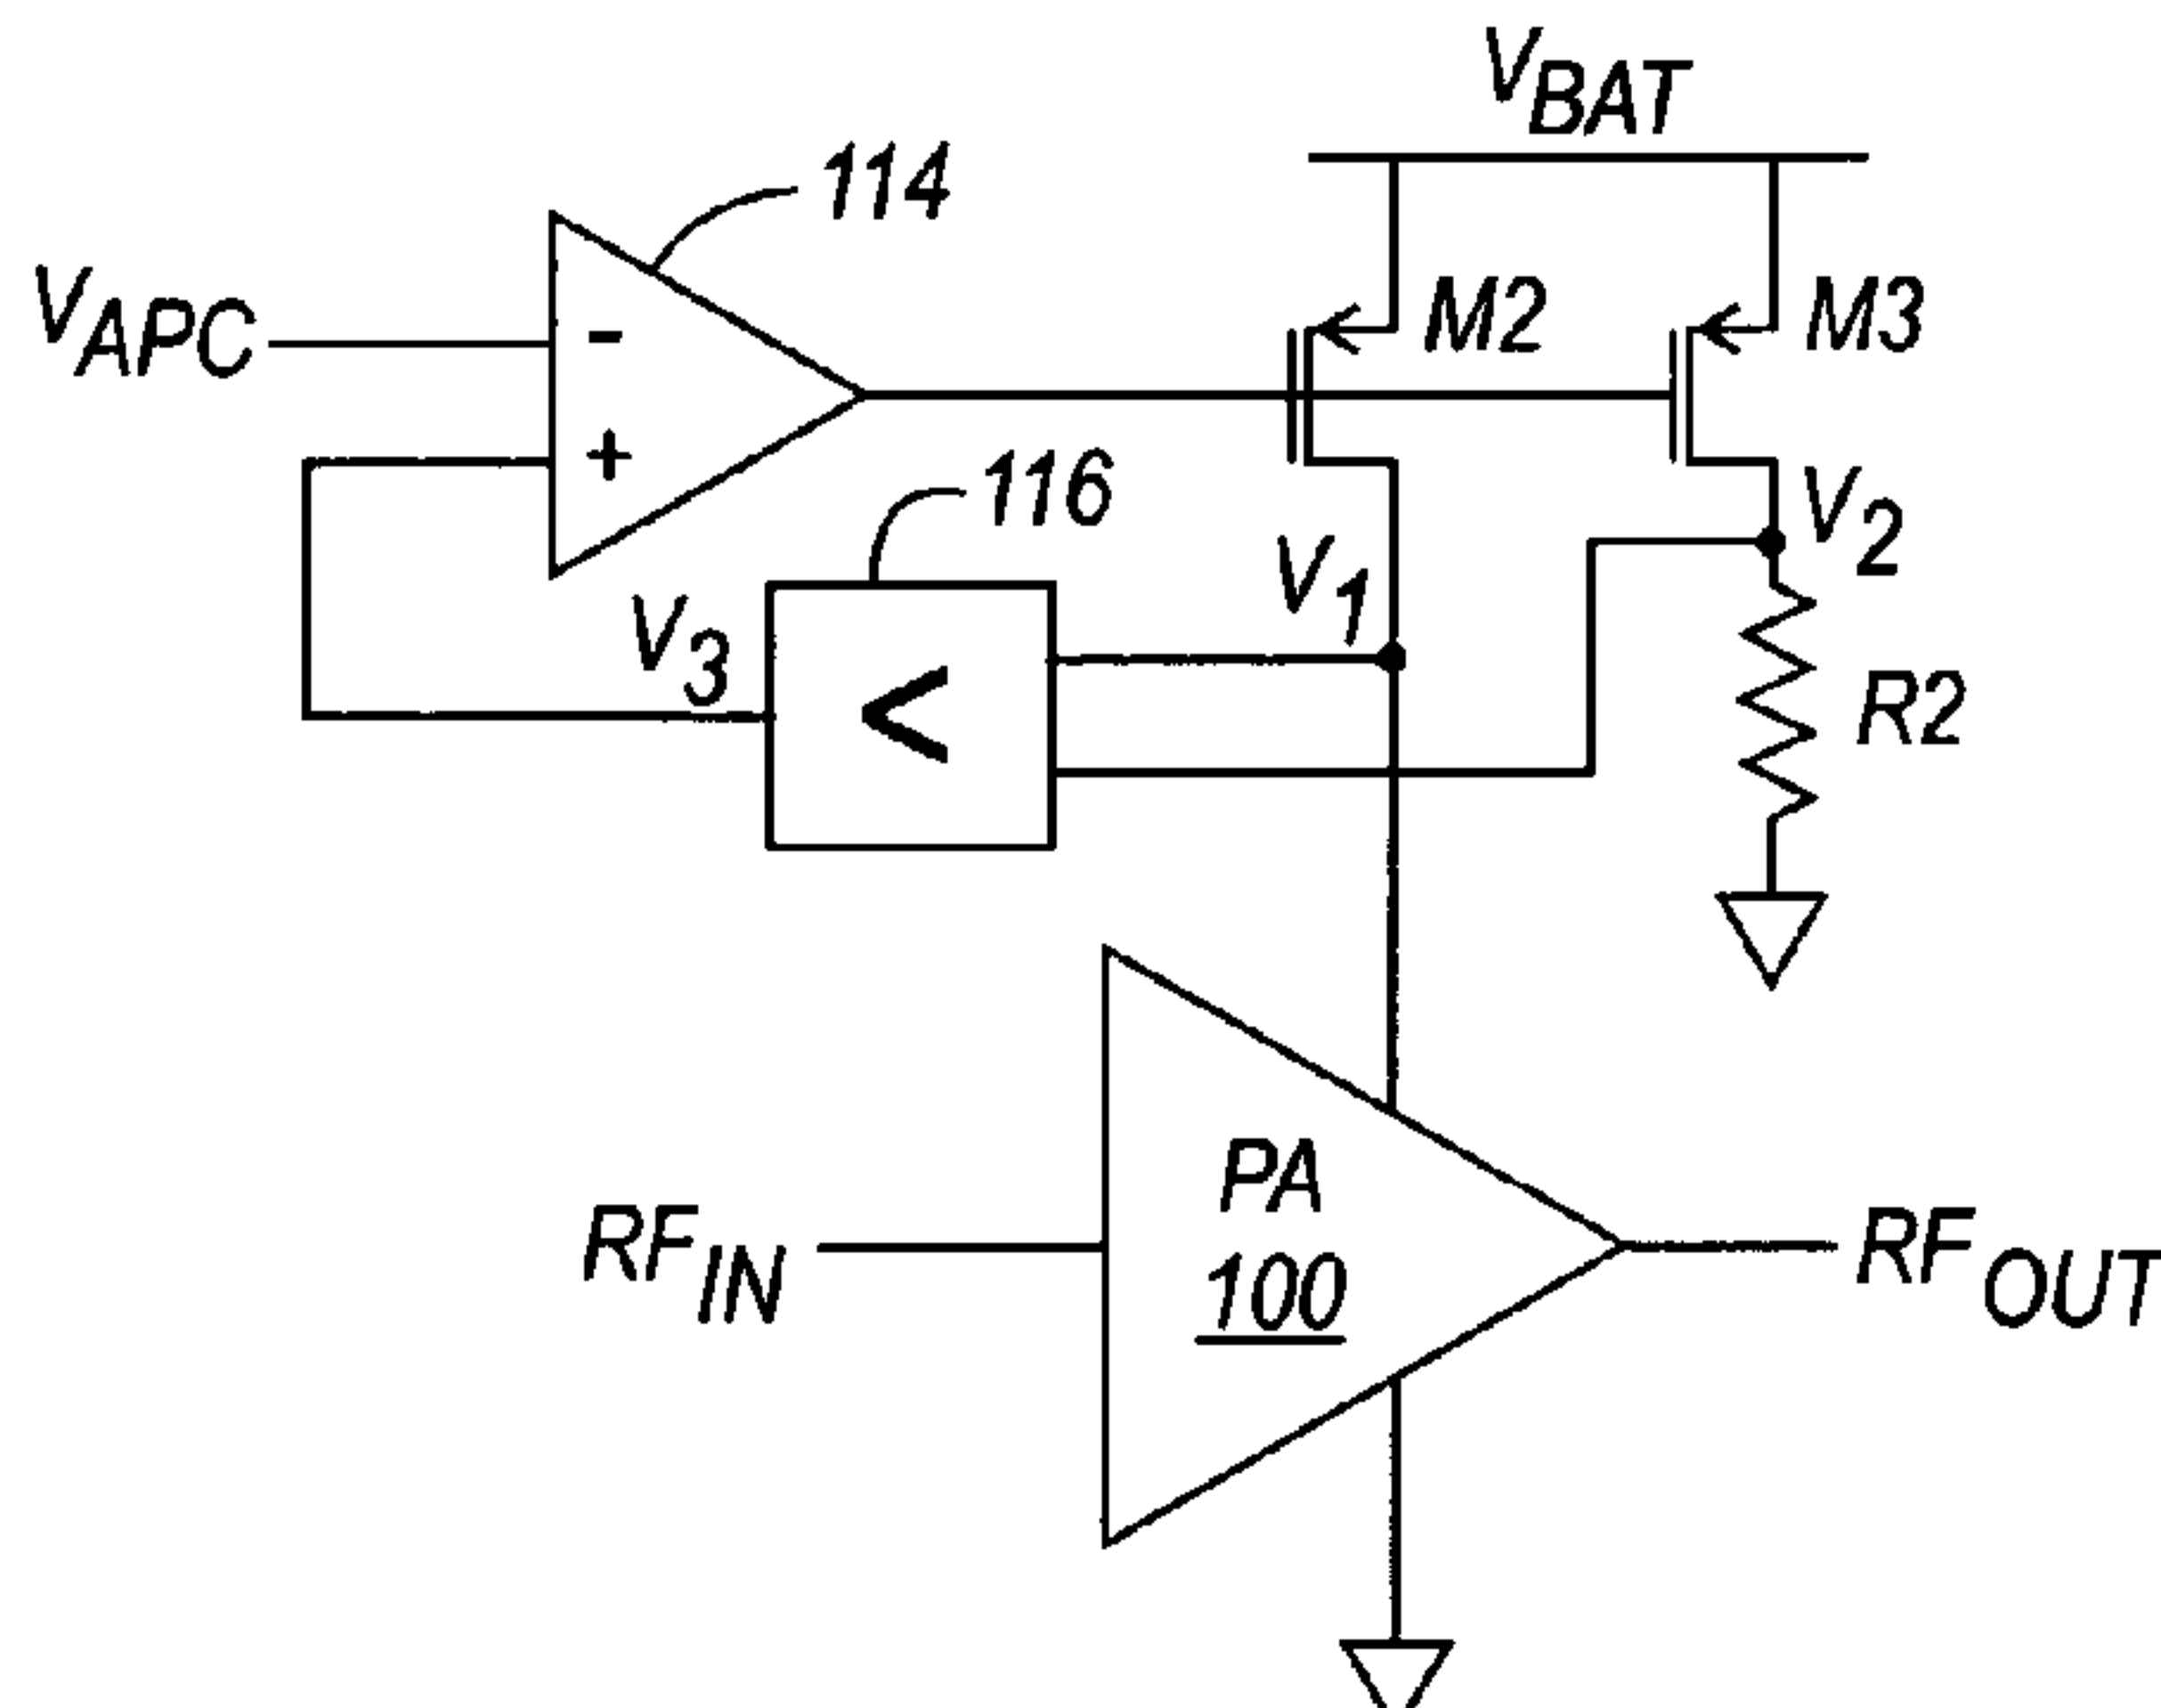 VBAT
114
VAPC
-
M2
M3
+
116
V2
V1
V3
<
R2
PA
100
RFIN
RFOUT